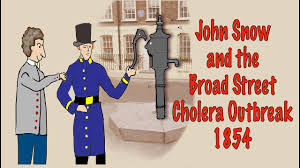 John Snow
and the
Broad Street
Cholera Outbreak
1854